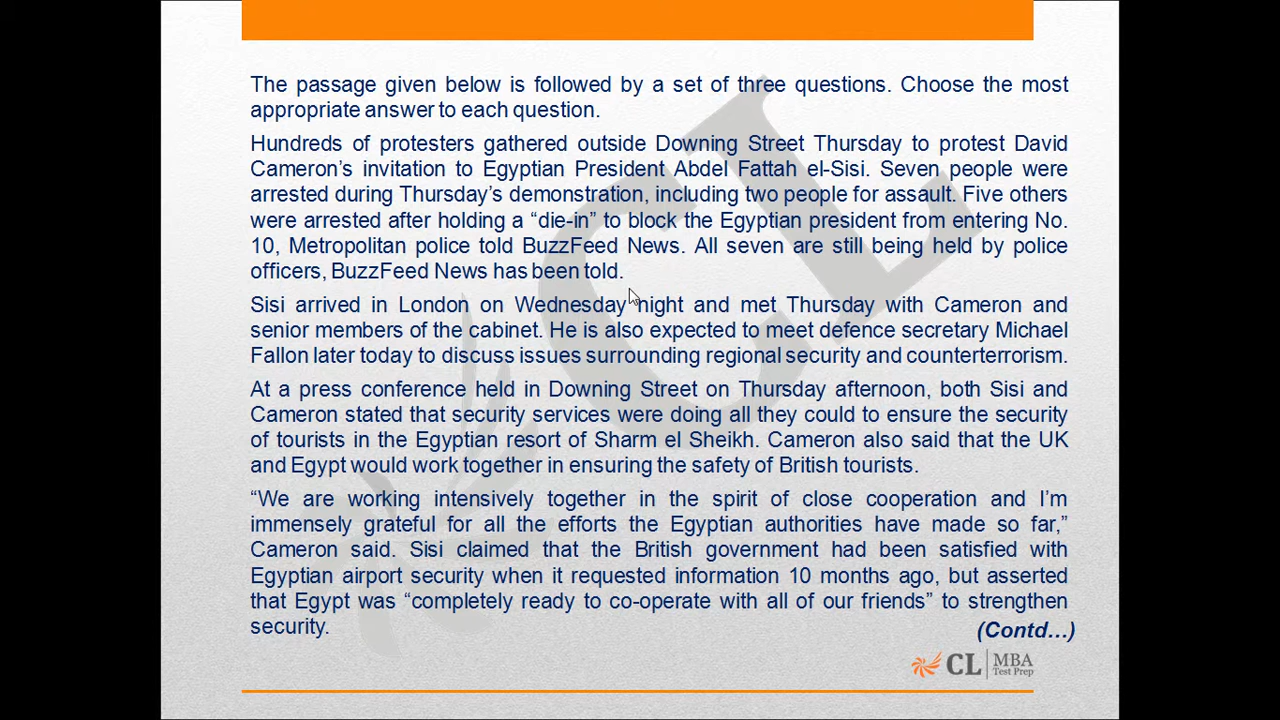 The passage given below is followed by a set of three questions. Choose the most
appropriate answer to each question.
Hundreds of protesters gathered outside Downing Street Thursday to protest David
Cameron’s invitation to Egyptian President Abdel Fattah el-Sisi. Seven people were
arrested during Thursday’s demonstration, including two people for assault. Five others
were arrested after holding a “die-in” to block the Egyptian president from entering No.
10, Metropolitan police told BuzzFeed News. All seven are still being held by police
officers, BuzzFeed News has been told.
Sisi arrived in London on Wednesday night and met Thursday with Cameron and
senior members of the cabinet. He is also expected to meet defence secretary Michael
Fallon later today to discuss issues surrounding regional security and counterterrorism.
At a press conference held in Downing Street on Thursday afternoon, both Sisi and
Cameron stated that security services were doing all they could to ensure the security
of tourists in the Egyptian resort of Sharm el Sheikh. Cameron also said that the UK
and Egypt would work together in ensuring the safety of British tourists.
“We are working intensively together in the spirit of close cooperation and I’m
immensely grateful for all the efforts the Egyptian authorities have made so far,”
Cameron said. Sisi claimed that the British government had been satisfied with
Egyptian airport security when it requested information 10 months ago, but asserted
that Egypt was “completely ready to co-operate with all of our friends” to strengthen
security.
(Contd…)
CL MBA
Test Prep
CL